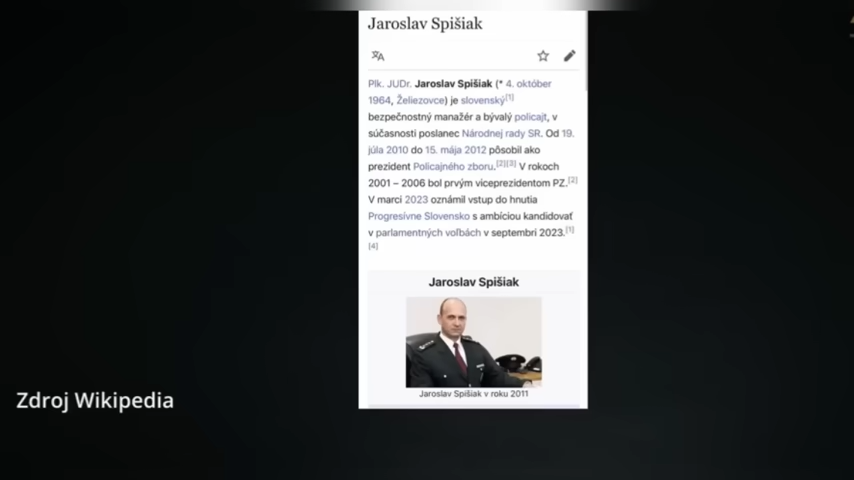 Jaroslav Spišiak
Plk. JUDr. Jaroslav Spišiak (* 4. október
1964, Želiezovce) je slovenský[1]
bezpečnostný manažér a bývalý policajt, v
súčasnosti poslanec Národnej rady SR. Od 19.
júla 2010 do 15. mája 2012 pôsobil ako
prezident Policajného zboru.[2][3] V rokoch
2001 – 2006 bol prvým viceprezidentom PZ.[2]
V marci 2023 oznámil vstup do hnutia
Progresívne Slovensko s ambíciou kandidovať
v parlamentných voľbách v septembri 2023.[1]
[4]
Jaroslav Spišiak
Jaroslav Spišiak v roku 2011
Zdroj Wikipedia